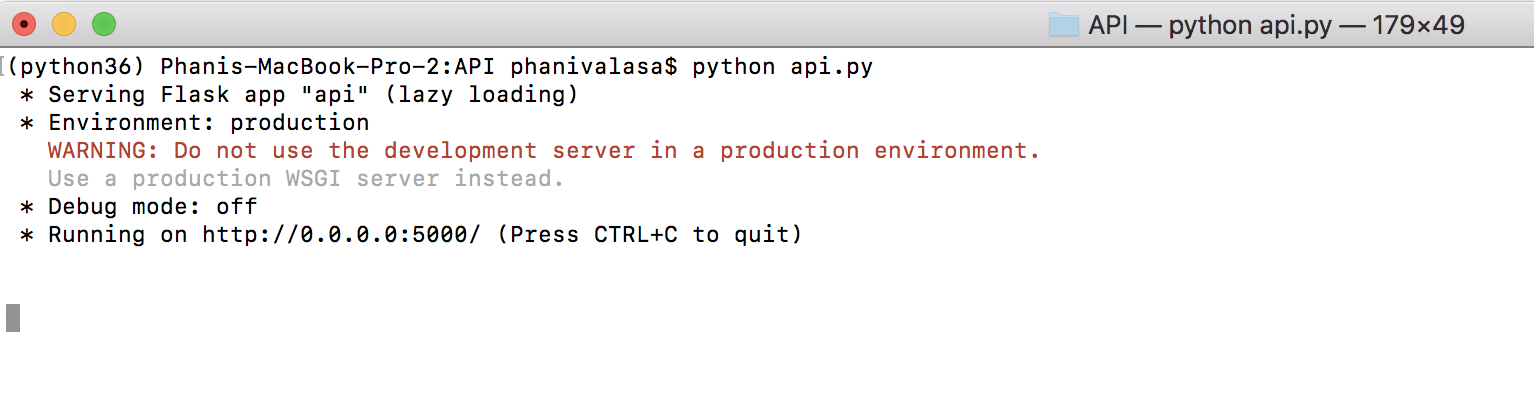 API — python api.py — 179×49
(python36) Phanis-MacBook-Pro-2:API phanivalasa$ python api.py
* Serving Flask app "api" (lazy loading)
* Environment: production
WARNING: Do not use the development server in a production environment.
Use a production WSGI server instead.
* Debug mode: off
* Running on http://0.0.0.0:5000/ (Press CTRL+C to quit)